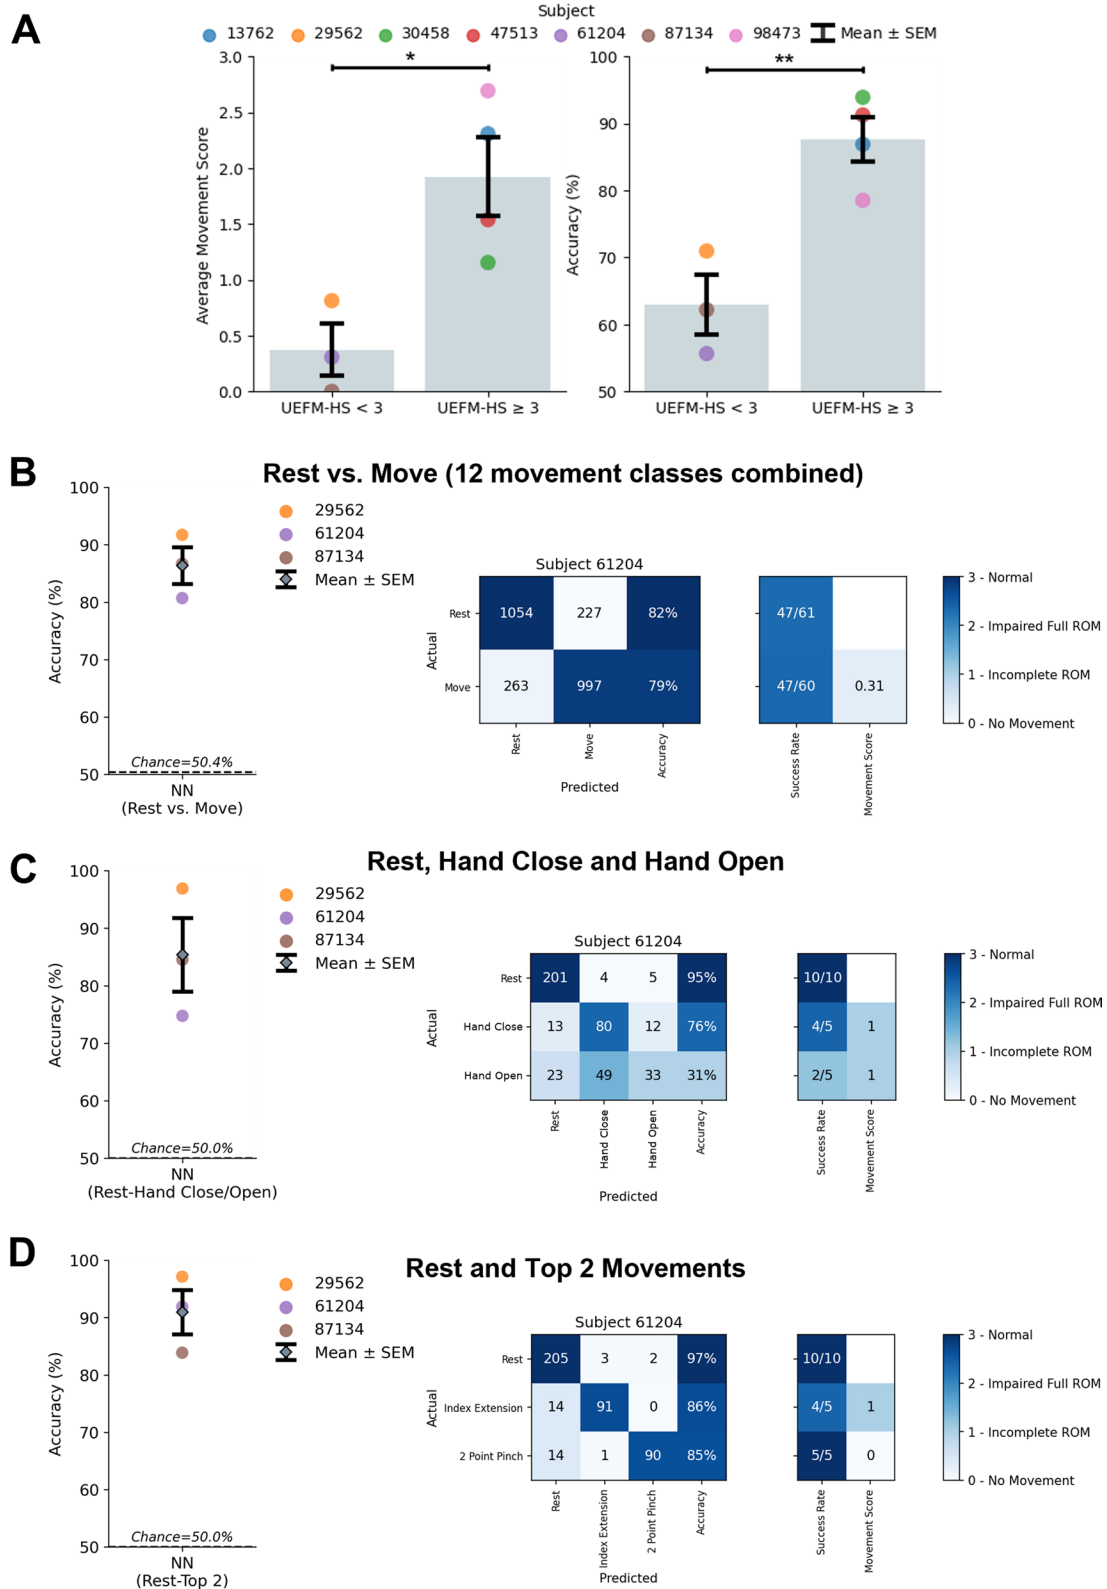 A
Subject
13762 29562 30458 47513 61204 87134 98473 Mean ± SEM
Average Movement Score
3.0
2.5
2.0
1.5
1.0
0.5
0.0
*
UEFM-HS < 3 UEFM-HS ≥ 3
Accuracy (%)
100
90
80
70
60
50
**
UEFM-HS < 3 UEFM-HS ≥ 3
B
Rest vs. Move (12 movement classes combined)
Accuracy (%)
100
90
80
70
60
50
Chance=50.4%
NN
(Rest vs. Move)
29562
61204
87134
Mean ± SEM
Subject 61204
Actual
Rest 1054 227 82%
Move 263 997 79%
Rest Move Accuracy
Predicted
47/61
47/60 0.31
Success Rate Movement Score
3 - Normal
2 - Impaired Full ROM
1 - Incomplete ROM
0 - No Movement
C
Rest, Hand Close and Hand Open
Accuracy (%)
100
90
80
70
60
50
Chance=50.0%
NN
(Rest-Hand Close/Open)
29562
61204
87134
Mean ± SEM
Subject 61204
Actual
Rest 201 4 5 95%
Hand Close 13 80 12 76%
Hand Open 23 49 33 31%
Rest Hand Close Hand Open Accuracy
Predicted
10/10
4/5 1
2/5 1
Success Rate Movement Score
3 - Normal
2 - Impaired Full ROM
1 - Incomplete ROM
0 - No Movement
D
Rest and Top 2 Movements
Accuracy (%)
100
90
80
70
60
50
Chance=50.0%
NN
(Rest-Top 2)
29562
61204
87134
Mean ± SEM
Subject 61204
Actual
Rest 205 3 2 97%
Index Extension 14 91 0 86%
2 Point Pinch 14 1 90 85%
Rest Index Extension 2 Point Pinch Accuracy
Predicted
10/10
4/5 1
5/5 0
Success Rate Movement Score
3 - Normal
2 - Impaired Full ROM
1 - Incomplete ROM
0 - No Movement